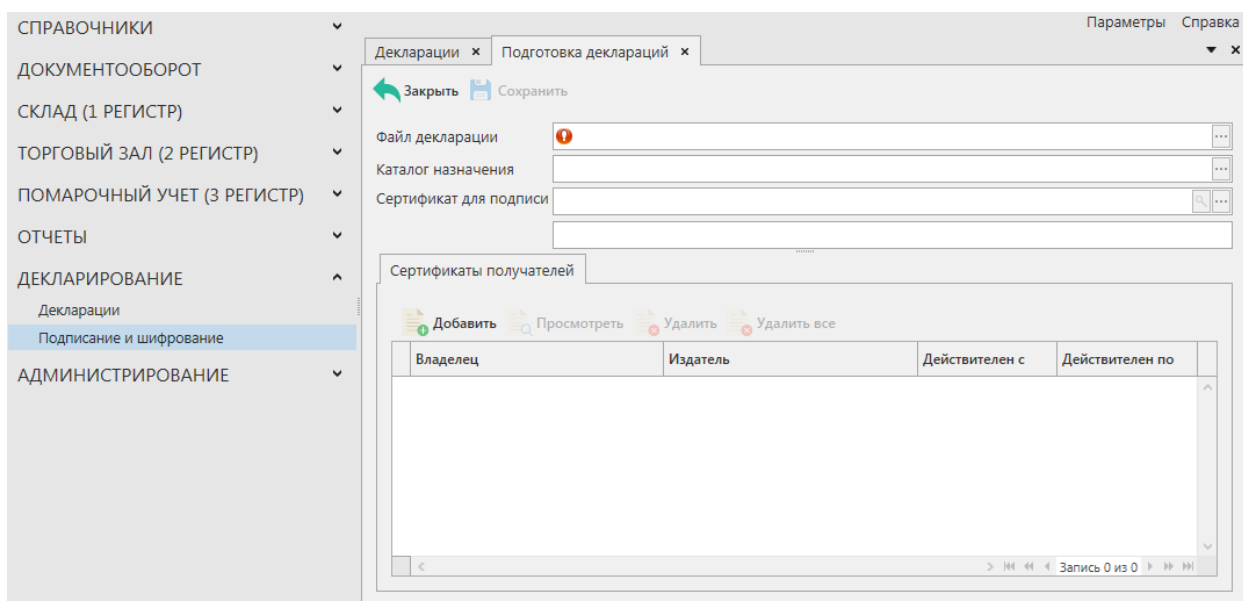 СПРАВОЧНИКИ
ДОКУМЕНТООБОРОТ
СКЛАД (1 РЕГИСТР)
ТОРГОВЫЙ ЗАЛ (2 РЕГИСТР)
ПОМАРОЧНЫЙ УЧЕТ (3 РЕГИСТР)
ОТЧЕТЫ
ДЕКЛАРИРОВАНИЕ
Декларации
Подписание и шифрование
АДМИНИСТРИРОВАНИЕ
Параметры Справка
Декларации Подготовка деклараций
Закрыть Сохранить
Файл декларации
Каталог назначения
Сертификат для подписи
Сертификаты получателей
Добавить Просмотреть Удалить Удалить все
Владелец Издатель Действителен с Действителен по
Запись 0 из 0